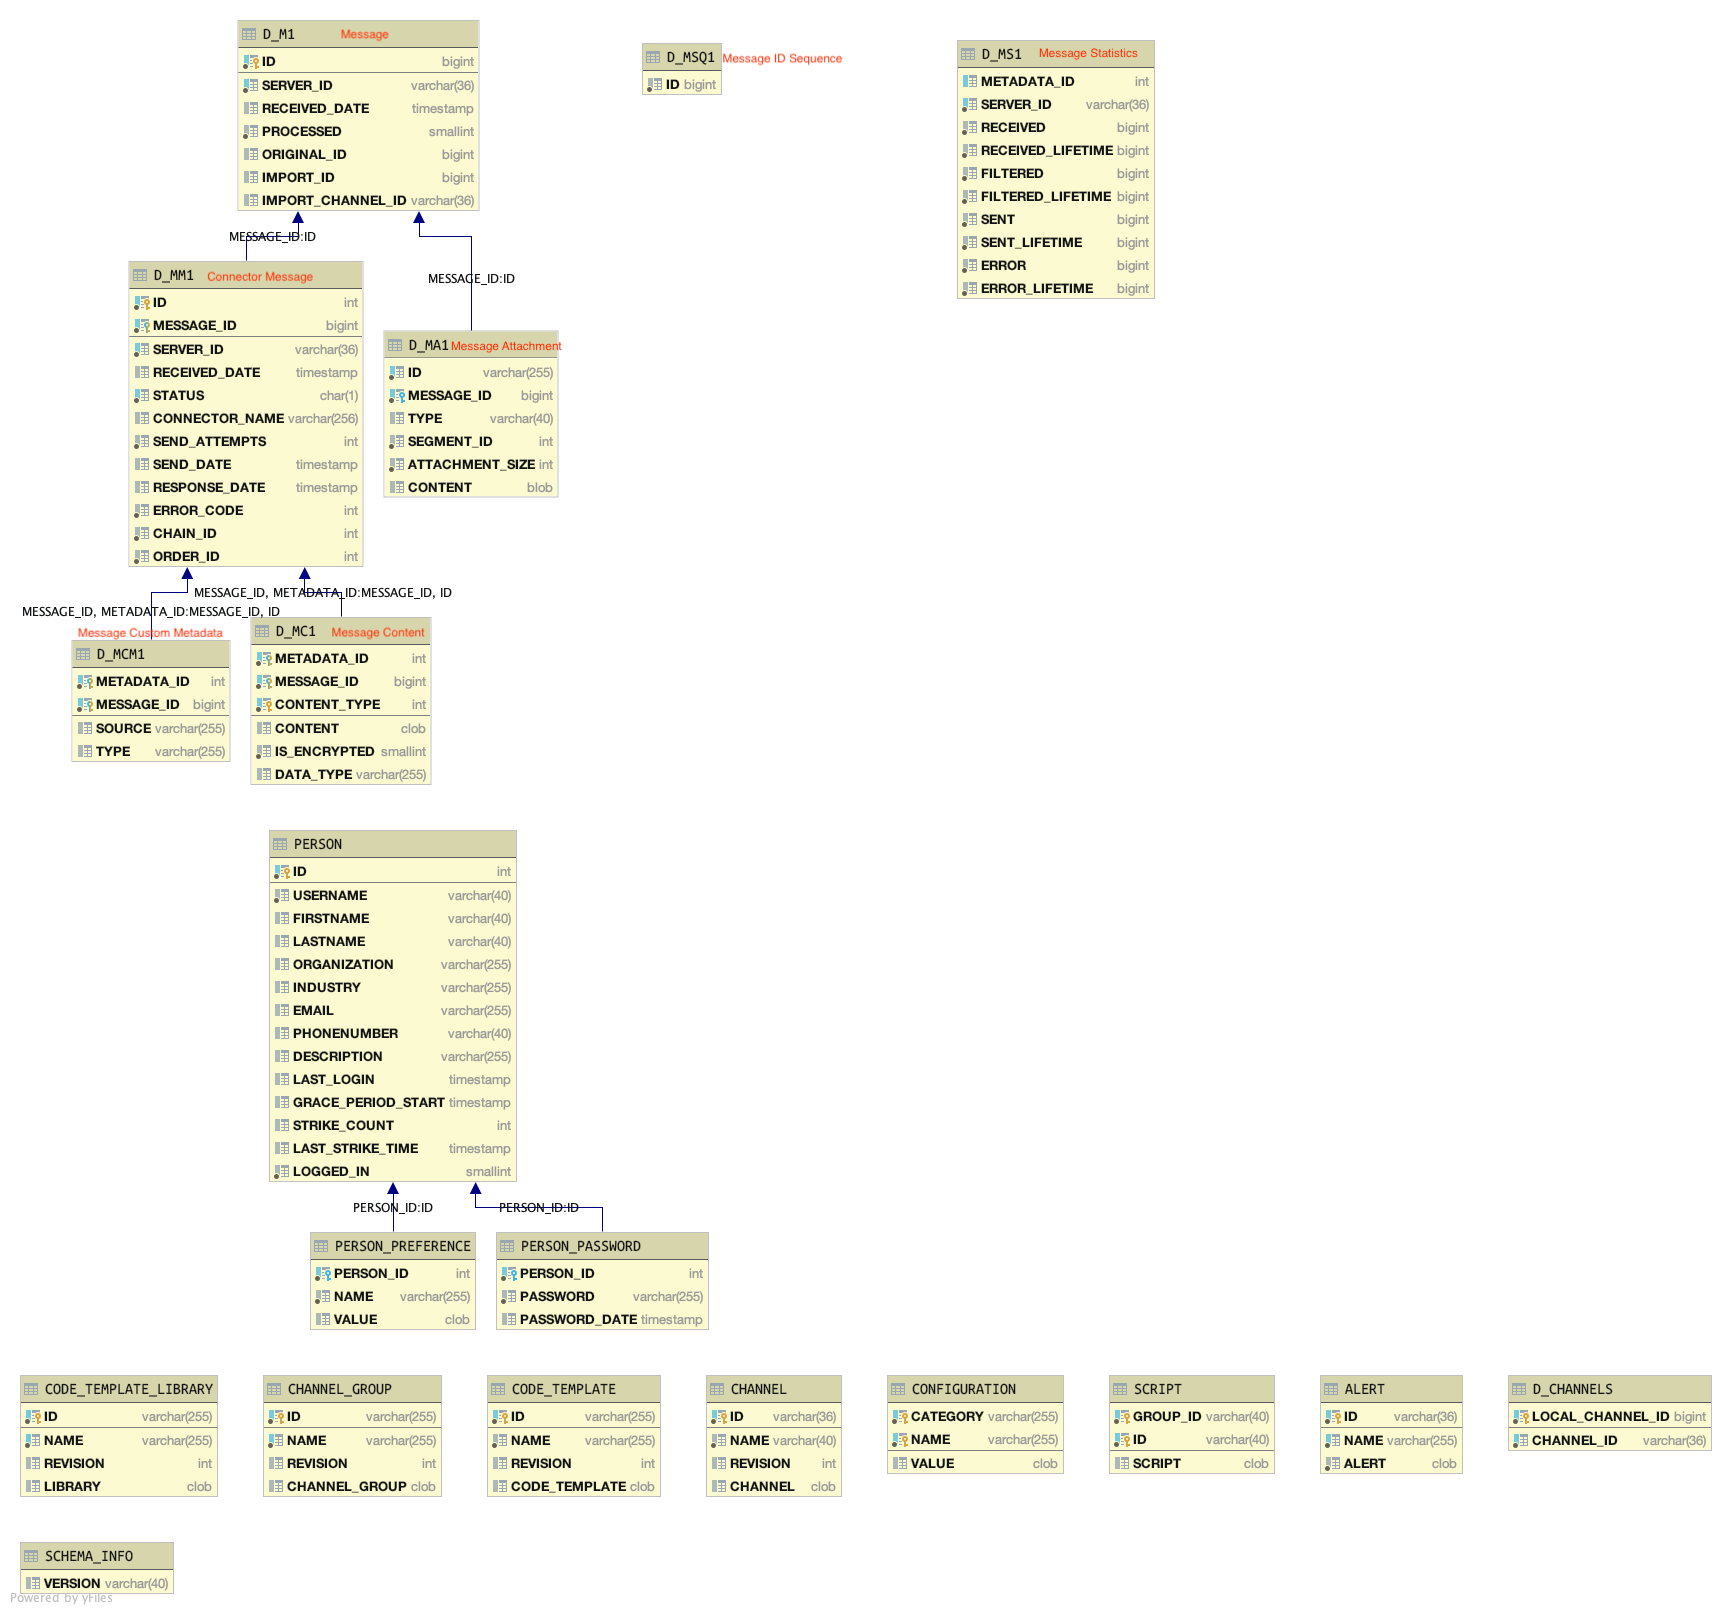 D_M1 Message
ID bigint
SERVER_ID varchar(36)
RECEIVED_DATE timestamp
PROCESSED smallint
ORIGINAL_ID bigint
IMPORT_ID bigint
IMPORT_CHANNEL_ID varchar(36)
D_MSQ1 Message ID Sequence
ID bigint
D_MS1 Message Statistics
METADATA_ID int
SERVER_ID varchar(36)
RECEIVED bigint
RECEIVED_LIFETIME bigint
FILTERED bigint
FILTERED_LIFETIME bigint
SENT bigint
SENT_LIFETIME bigint
ERROR bigint
ERROR_LIFETIME bigint
MESSAGE_ID:ID
MESSAGE_ID:ID
D_MM1 Connector Message
ID int
MESSAGE_ID bigint
SERVER_ID varchar(36)
RECEIVED_DATE timestamp
STATUS char(1)
CONNECTOR_NAME varchar(256)
SEND_ATTEMPTS int
SEND_DATE timestamp
RESPONSE_DATE timestamp
ERROR_CODE int
CHAIN_ID int
ORDER_ID int
D_MA1 Message Attachment
ID varchar(255)
MESSAGE_ID bigint
TYPE varchar(40)
SEGMENT_ID int
ATTACHMENT_SIZE int
CONTENT blob
MESSAGE_ID, METADATA_ID:MESSAGE_ID, ID
MESSAGE_ID, METADATA_ID:MESSAGE_ID, ID
Message Custom Metadata
D_MCM1
METADATA_ID int
MESSAGE_ID bigint
SOURCE varchar(255)
TYPE varchar(255)
D_MC1 Message Content
METADATA_ID int
MESSAGE_ID bigint
CONTENT_TYPE int
CONTENT clob
IS_ENCRYPTED smallint
DATA_TYPE varchar(255)
PERSON
ID int
USERNAME varchar(40)
FIRSTNAME varchar(40)
LASTNAME varchar(40)
ORGANIZATION varchar(255)
INDUSTRY varchar(255)
EMAIL varchar(255)
PHONENUMBER varchar(40)
DESCRIPTION varchar(255)
LAST_LOGIN timestamp
GRACE_PERIOD_START timestamp
STRIKE_COUNT int
LAST_STRIKE_TIME timestamp
LOGGED_IN smallint
PERSON_ID:ID
PERSON_ID:ID
PERSON_PREFERENCE
PERSON_ID int
NAME varchar(255)
VALUE clob
PERSON_PASSWORD
PERSON_ID int
PASSWORD varchar(255)
PASSWORD_DATE timestamp
CODE_TEMPLATE_LIBRARY
ID varchar(255)
NAME varchar(255)
REVISION int
LIBRARY clob
CHANNEL_GROUP
ID varchar(255)
NAME varchar(255)
REVISION int
CHANNEL_GROUP clob
CODE_TEMPLATE
ID varchar(255)
NAME varchar(255)
REVISION int
CODE_TEMPLATE clob
CHANNEL
ID varchar(36)
NAME varchar(40)
REVISION int
CHANNEL clob
CONFIGURATION
CATEGORY varchar(255)
NAME varchar(255)
VALUE clob
SCRIPT
GROUP_ID varchar(40)
ID varchar(40)
SCRIPT clob
ALERT
ID varchar(36)
NAME varchar(255)
ALERT clob
D_CHANNELS
LOCAL_CHANNEL_ID bigint
CHANNEL_ID varchar(36)
SCHEMA_INFO
VERSION varchar(40)
Powered by yFiles